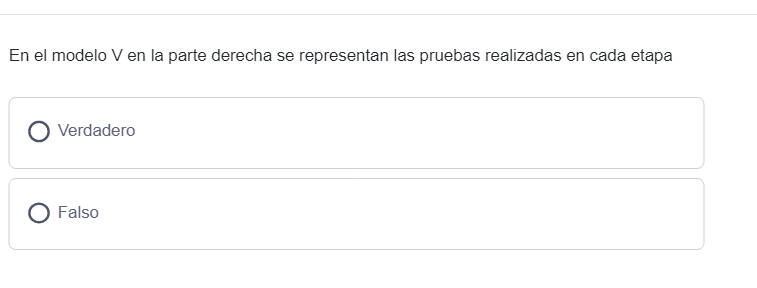 En el modelo V en la parte derecha se representan las pruebas realizadas en cada etapa
Verdadero
Falso